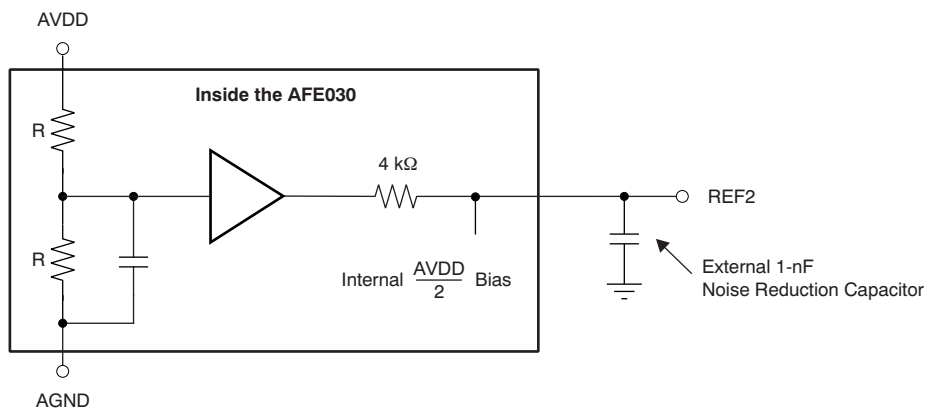 AVDD
Inside the AFE030
R
4 kΩ
REF2
R
Internal AVDD/2 Bias
External 1-nF
Noise Reduction Capacitor
AGND